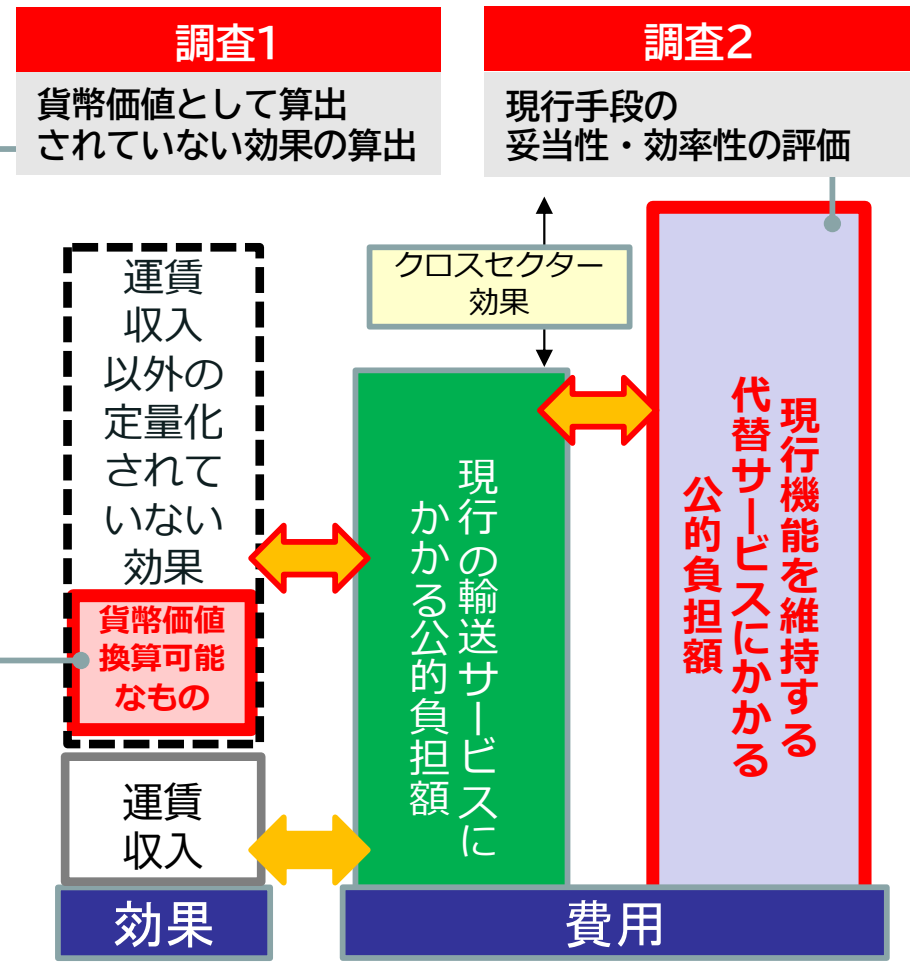 調査1
貨幣価値として算出
されていない効果の算出
調査2
現行手段の
妥当性・効率性の評価
運賃
収入
以外の
定量化
されて
いない
効果
貨幣価値
換算可能
なもの
運賃
収入
効果
クロスセクター
効果
現行の輸送サービスに
かかる公的負担額
現行機能を維持する
代替サービスにかかる
公的負担額
費用